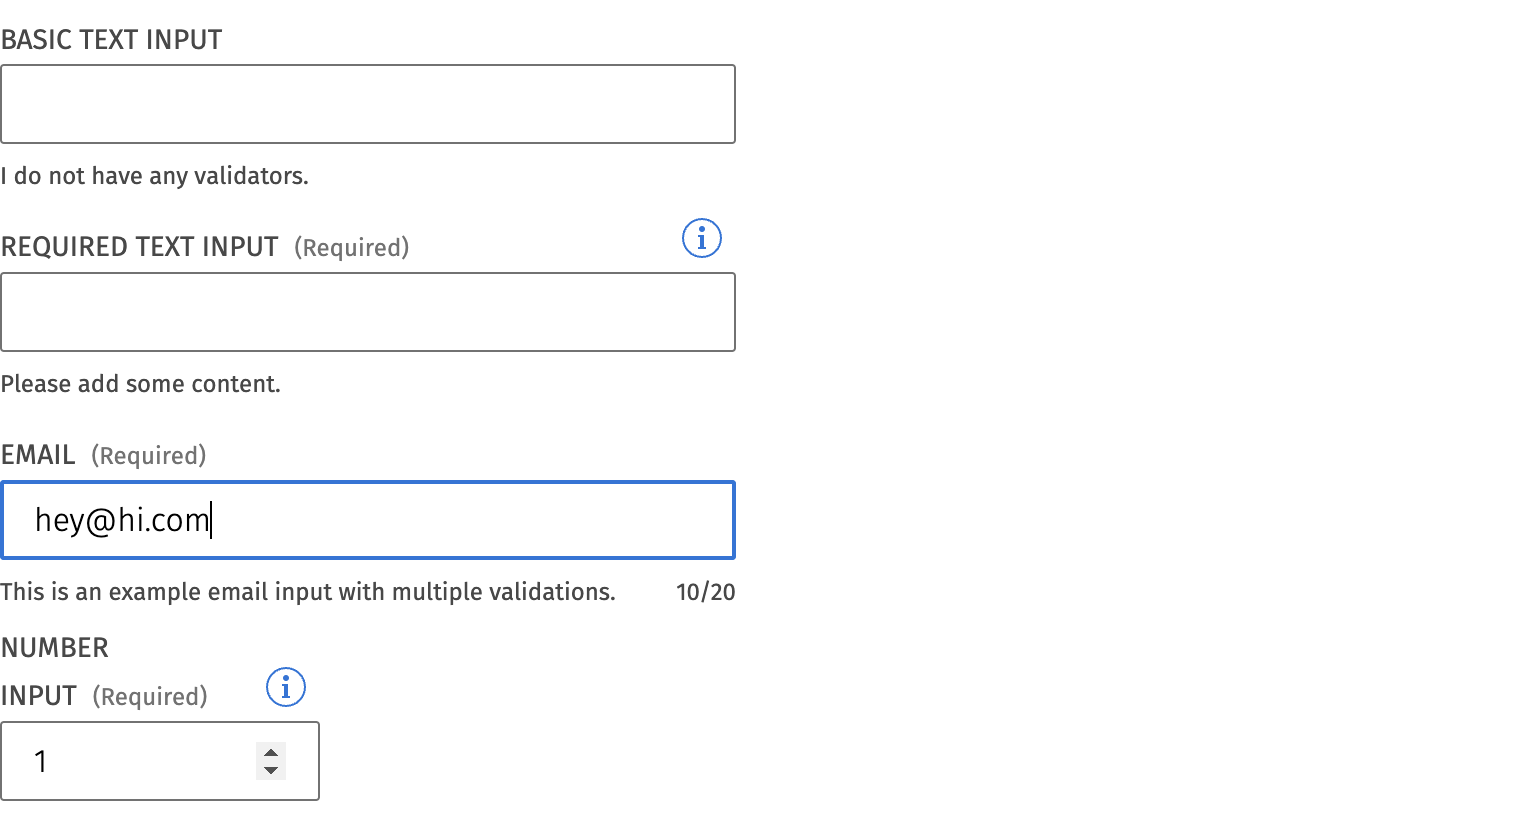 BASIC TEXT INPUT
I do not have any validators.
REQUIRED TEXT INPUT (Required)
Please add some content.
EMAIL (Required)
hey@hi.com
This is an example email input with multiple validations. 10/20
NUMBER
INPUT (Required)
1